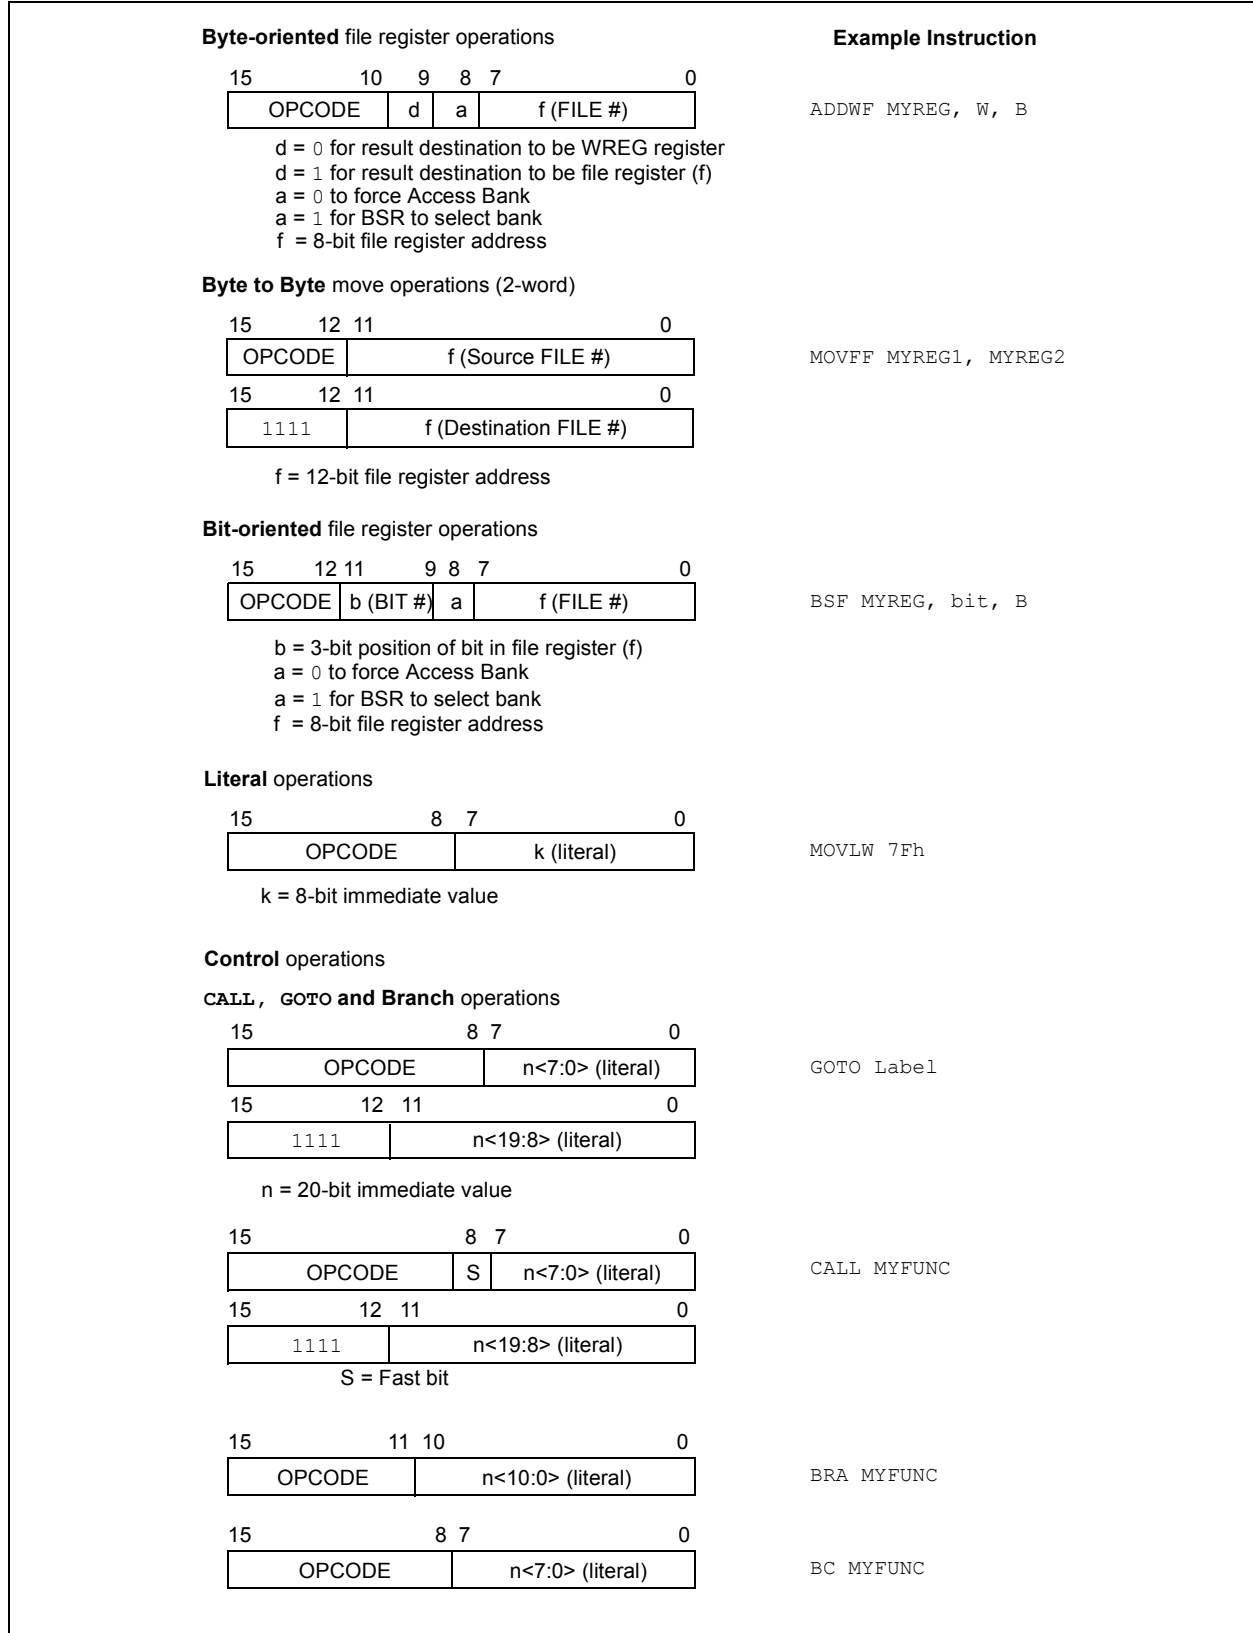 Byte-oriented file register operations Example Instruction
15 10 9 8 7 0
OPCODE d a f (FILE #) ADDWF MYREG, W, B
d = 0 for result destination to be WREG register
d = 1 for result destination to be file register (f)
a = 0 to force Access Bank
a = 1 for BSR to select bank
f = 8-bit file register address
Byte to Byte move operations (2-word)
15 12 11 0
OPCODE f (Source FILE #) MOVFF MYREG1, MYREG2
15 12 11 0
1111 f (Destination FILE #)
f = 12-bit file register address
Bit-oriented file register operations
15 12 11 9 8 7 0
OPCODE b (BIT #) a f (FILE #) BSF MYREG, bit, B
b = 3-bit position of bit in file register (f)
a = 0 to force Access Bank
a = 1 for BSR to select bank
f = 8-bit file register address
Literal operations
15 8 7 0
OPCODE k (literal) MOVLW 7Fh
k = 8-bit immediate value
Control operations
CALL, GOTO and Branch operations
15 8 7 0
OPCODE n<7:0> (literal) GOTO Label
15 12 11 0
1111 n<19:8> (literal)
n = 20-bit immediate value
15 8 7 0
OPCODE S n<7:0> (literal) CALL MYFUNC
15 12 11 0
1111 n<19:8> (literal)
S = Fast bit
15 11 10 0
OPCODE n<10:0> (literal) BRA MYFUNC
15 8 7 0
OPCODE n<7:0> (literal) BC MYFUNC